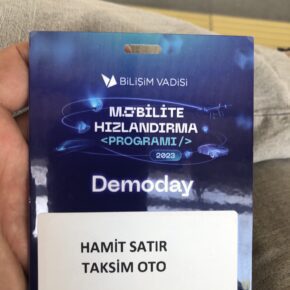 BİLİŞİM VADİSİ
MOBİLİTE
HIZLANDIRMA
<PROGRAMI/>
2023
Demoday
HAMİT SATIR
TAKSİM OTO